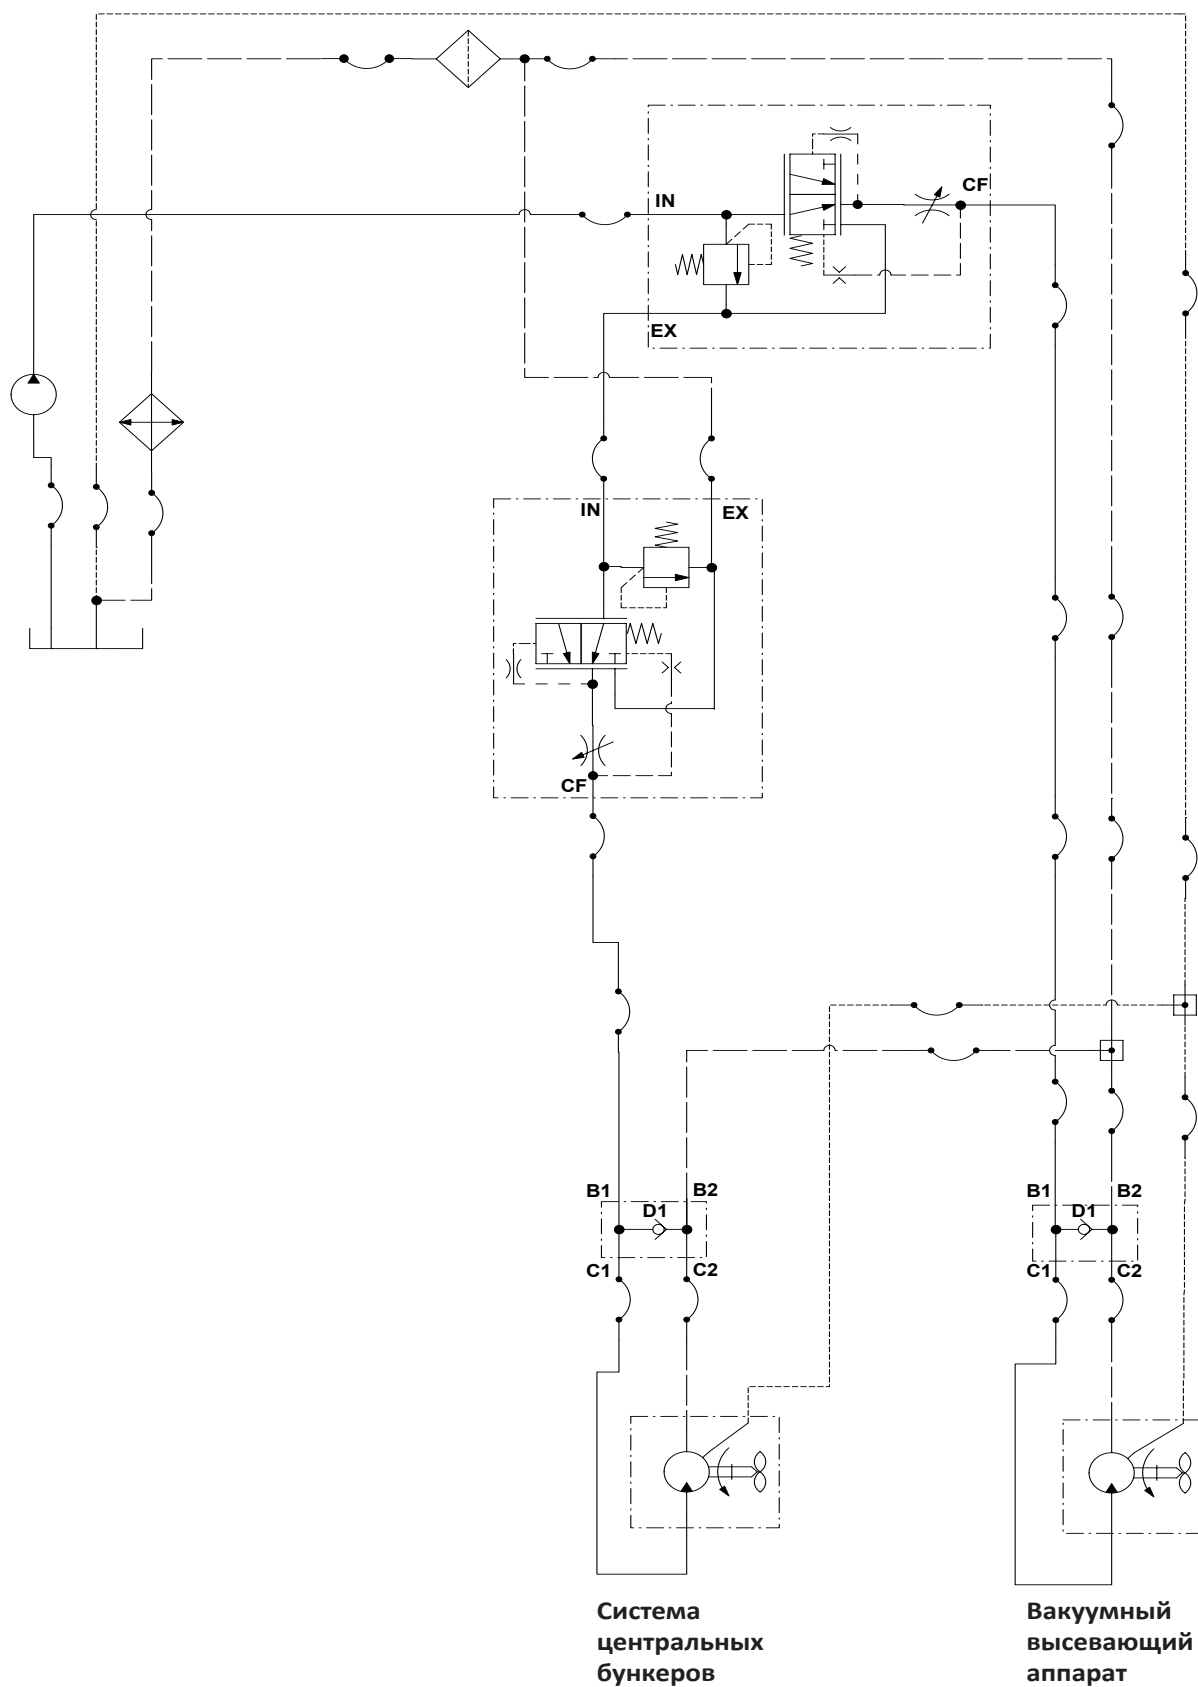 CF
IN
EX
IN
EX
CF
B1
B2
D1
C1
C2
B1
B2
D1
C1
C2
Система
центральных
бункеров
Вакуумный
высевающий
аппарат